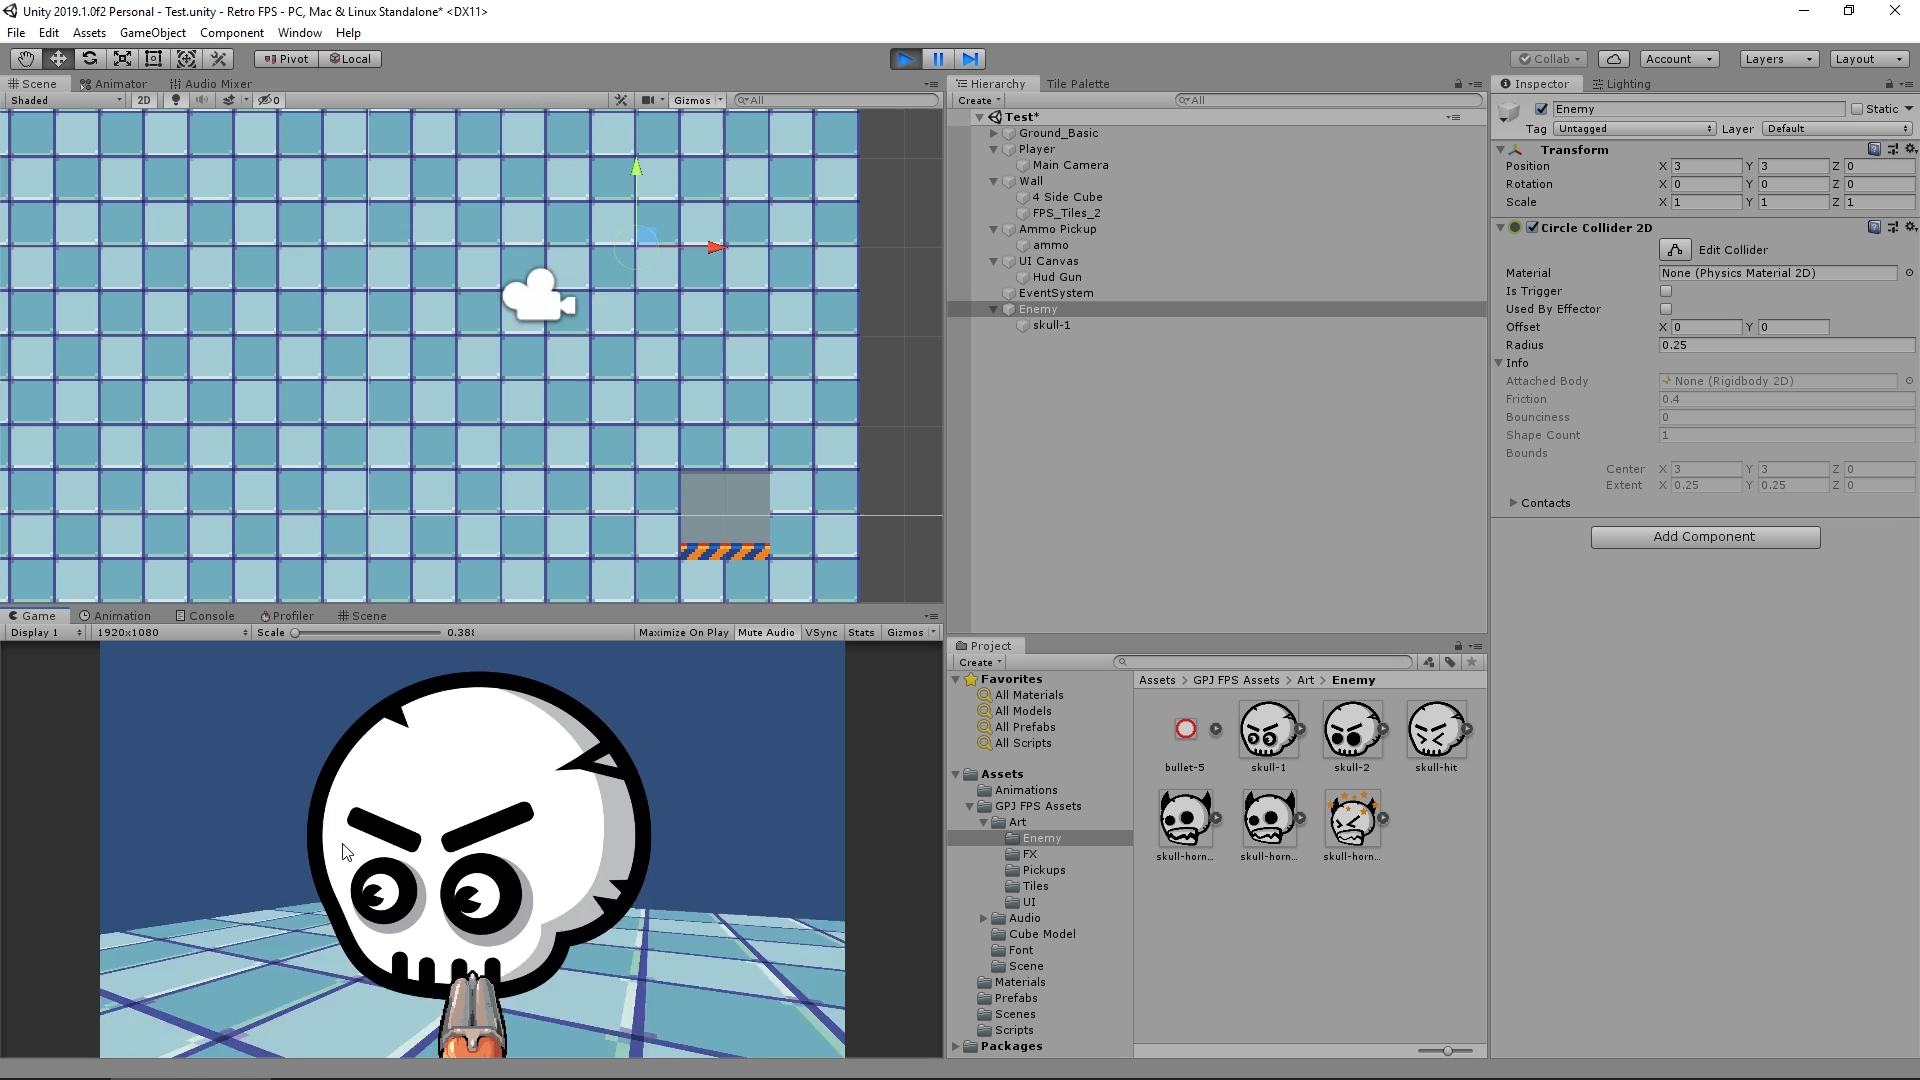 Unity 2019.1.0f2 Personal - Test.unity - Retro FPS - PC, Mac & Linux Standalone* <DX11>
File Edit Assets GameObject Component Window Help
Pivot Local Collab Account Layers Layout
Scene Animator Audio Mixer
Shaded 2D 0 Gizmos All
Hierarchy Tile Palette
Create All
Test*
Ground_Basic
Player
Main Camera
Wall
4 Side Cube
FPS_Tiles_2
Ammo Pickup
ammo
UI Canvas
Hud Gun
EventSystem
Enemy
skull-1
Inspector Lighting
Enemy Static
Tag Untagged Layer Default
Transform
Position X 3 Y 3 Z 0
Rotation X 0 Y 0 Z 0
Scale X 1 Y 1 Z 1
Circle Collider 2D
Edit Collider
Material None (Physics Material 2D)
Is Trigger
Used By Effector
Offset X 0 Y 0
Radius 0.25
Info
Attached Body None (Rigidbody 2D)
Friction 0.4
Bounciness 0
Shape Count 1
Bounds
Center X 3 Y 3 Z 0
Extent X 0.25 Y 0.25 Z 0
Contacts
Add Component
Game Animation Console Profiler Scene
Display 1 1920x1080 Scale Maximize On Play Mute Audio VSync Stats Gizmos
Project
Create
Favorites
All Materials
All Models
All Prefabs
All Scripts
Assets
Animations
GPJ FPS Assets
Art
Enemy
FX
Pickups
Tiles
UI
Audio
Cube Model
Font
Scene
Materials
Prefabs
Scenes
Scripts
Packages
Assets GPJ FPS Assets Art Enemy
bullet-5 skull-1 skull-2 skull-hit
skull-horn... skull-horn... skull-horn...